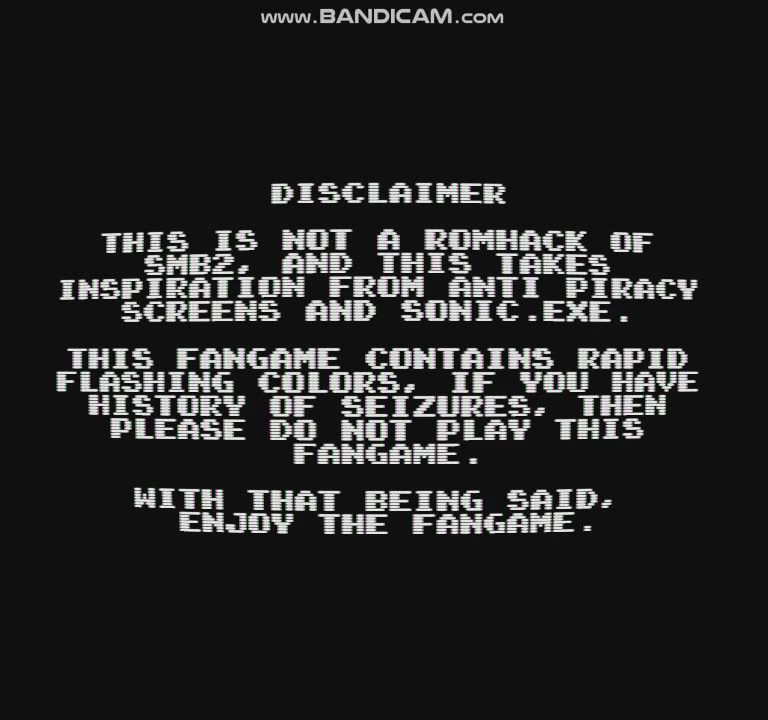 www.BANDICAM.com
DISCLAIMER
THIS IS NOT A ROMHACK OF
SMB2, AND THIS TAKES
INSPIRATION FROM ANTI PIRACY
SCREENS AND SONIC.EXE.
THIS FANGAME CONTAINS RAPID
FLASHING COLORS, IF YOU HAVE
HISTORY OF SEIZURES, THEN
PLEASE DO NOT PLAY THIS
FANGAME.
WITH THAT BEING SAID,
ENJOY THE FANGAME.